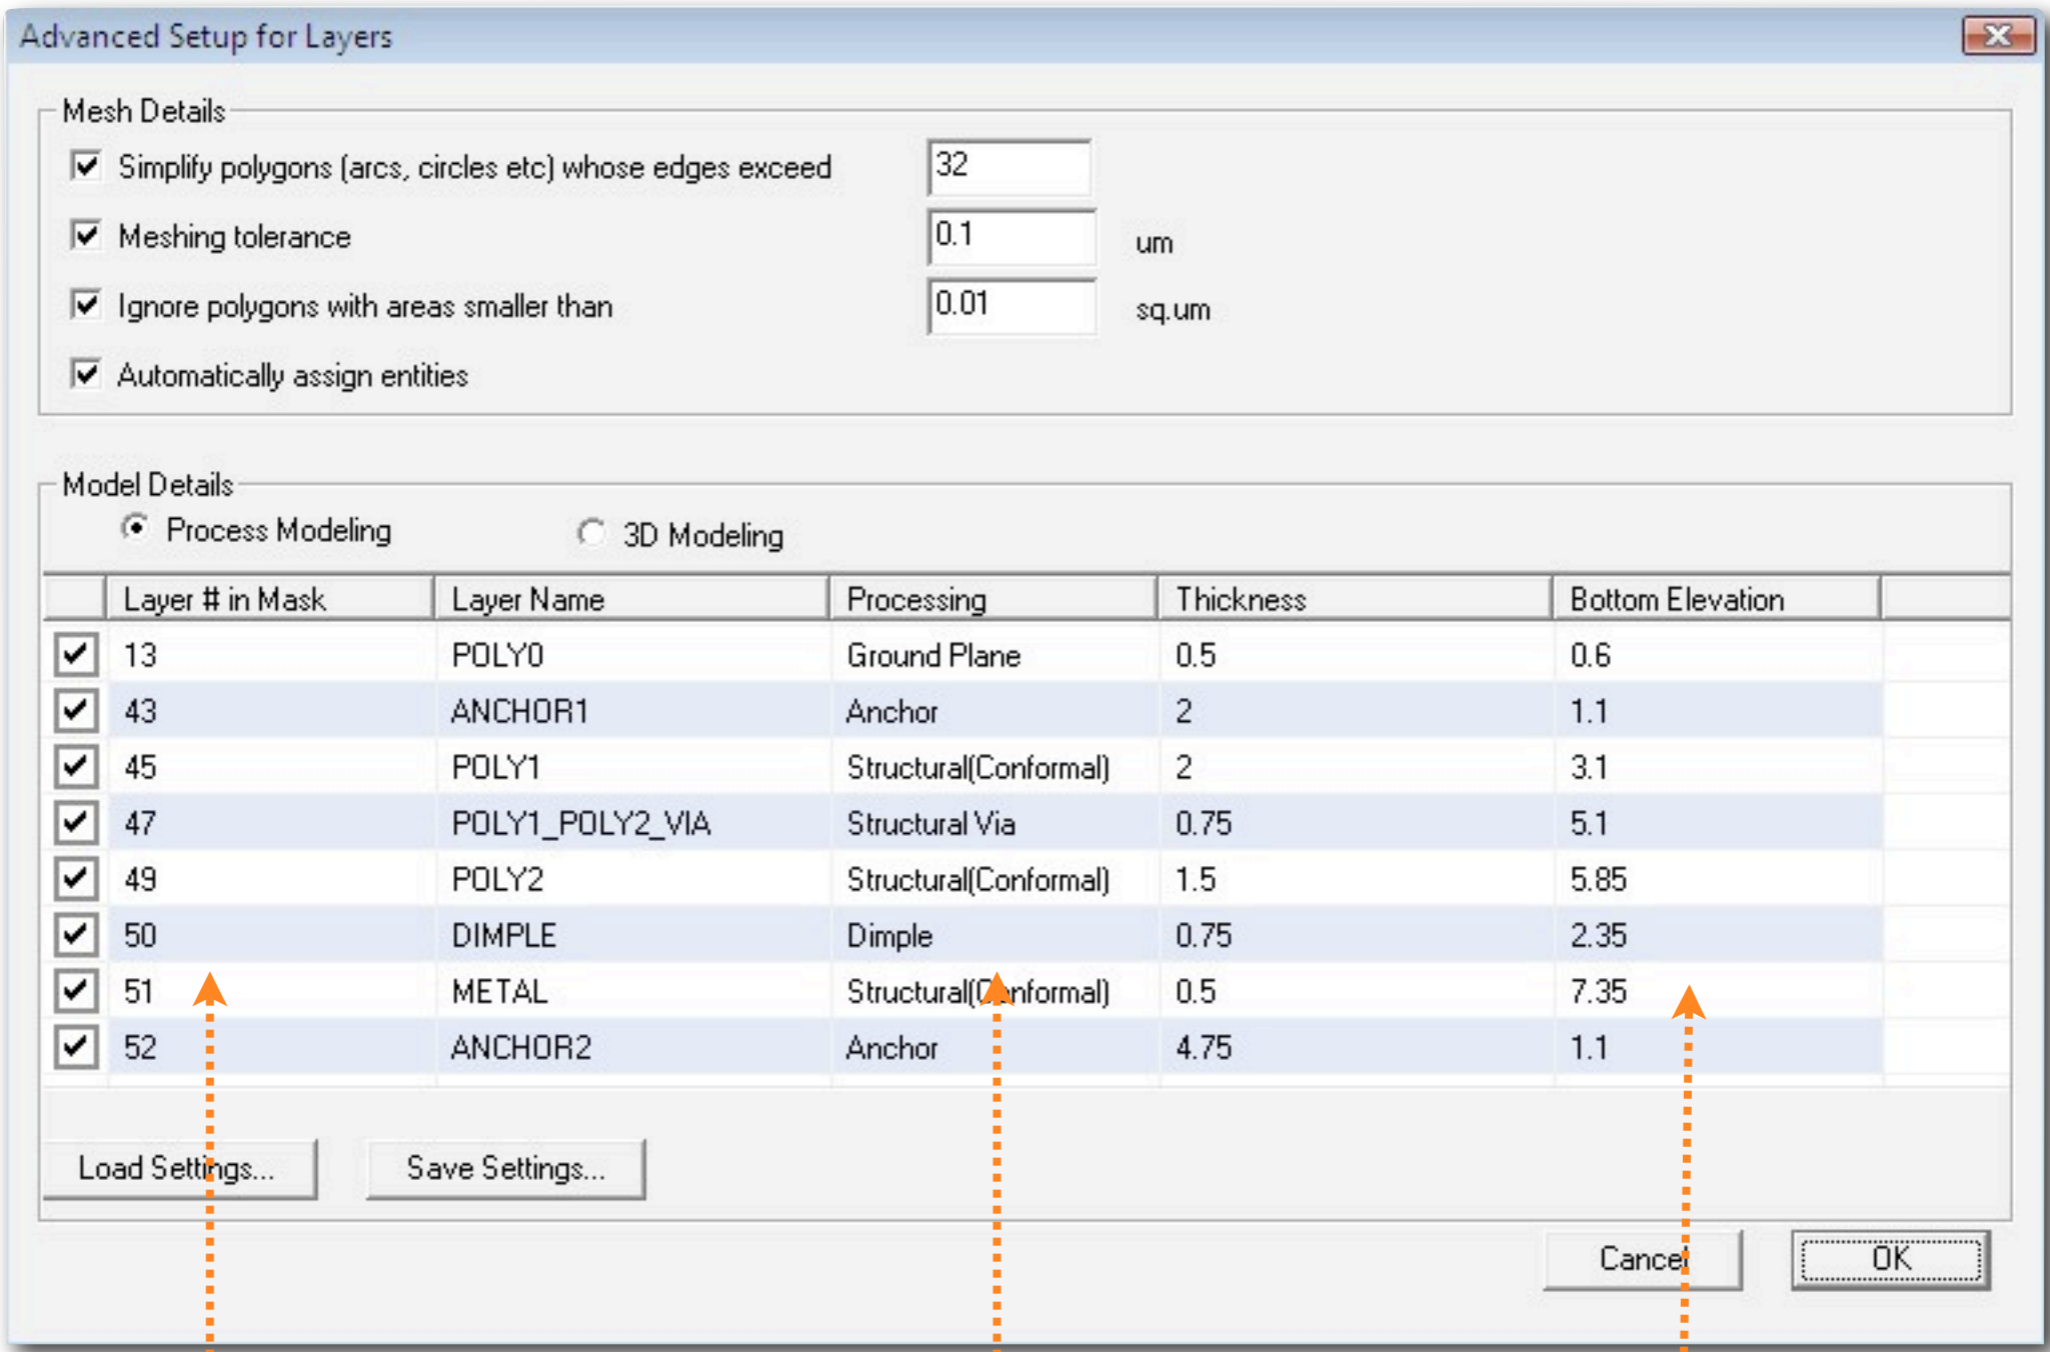 Advanced Setup for Layers
Mesh Details
Simplify polygons (arcs, circles etc) whose edges exceed 32
Meshing tolerance 0.1 um
Ignore polygons with areas smaller than 0.01 sq.um
Automatically assign entities
Model Details
Process Modeling 3D Modeling
Layer # in Mask Layer Name Processing Thickness Bottom Elevation
13 POLY0 Ground Plane 0.5 0.6
43 ANCHOR1 Anchor 2 1.1
45 POLY1 Structural(Conformal) 2 3.1
47 POLY1_POLY2_VIA Structural Via 0.75 5.1
49 POLY2 Structural(Conformal) 1.5 5.85
50 DIMPLE Dimple 0.75 2.35
51 METAL Structural(Conformal) 0.5 7.35
52 ANCHOR2 Anchor 4.75 1.1
Load Settings... Save Settings...
Cancel OK